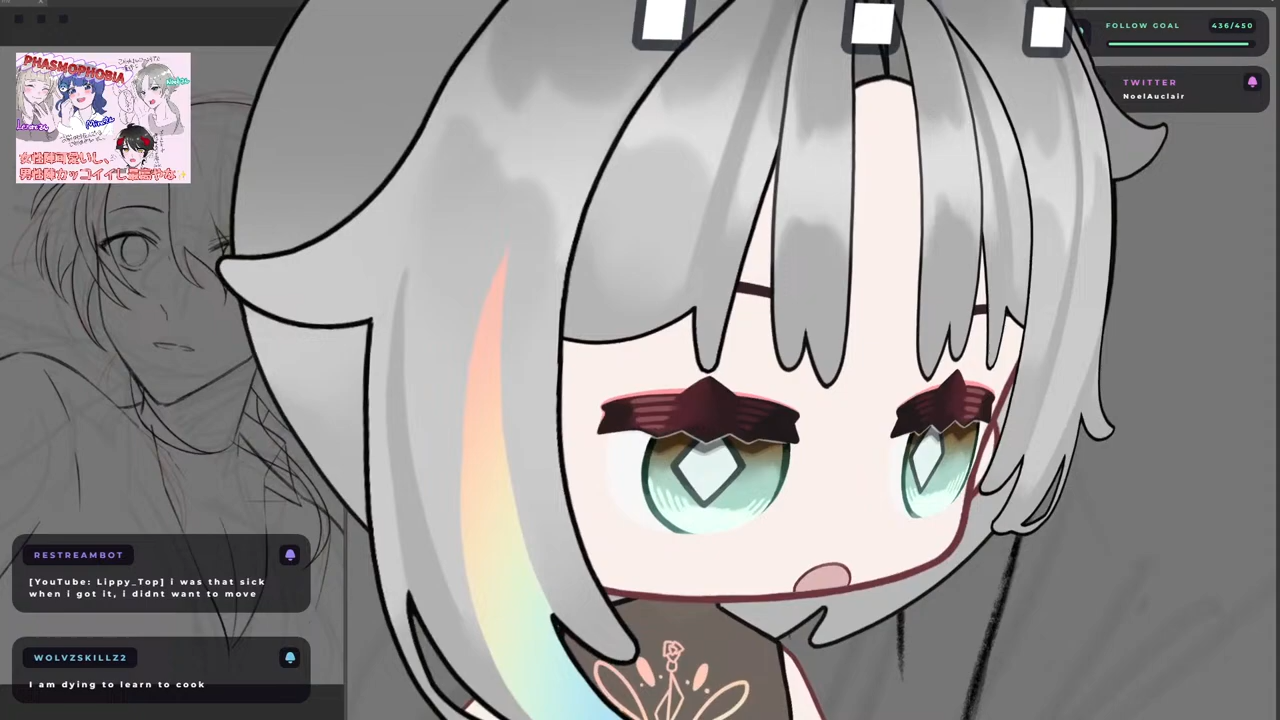 PHASMOPHOBIA
女性陣可愛いし、
男性陣カッコイイし最高やな✨
FOLLOW GOAL
436/450
TWITTER
NoelAuclair
RESTREAMBOT
[YouTube: Lippy_Top] i was that sick
when i got it, i didnt want to move
WOLVZSKILLZ2
I am dying to learn to cook